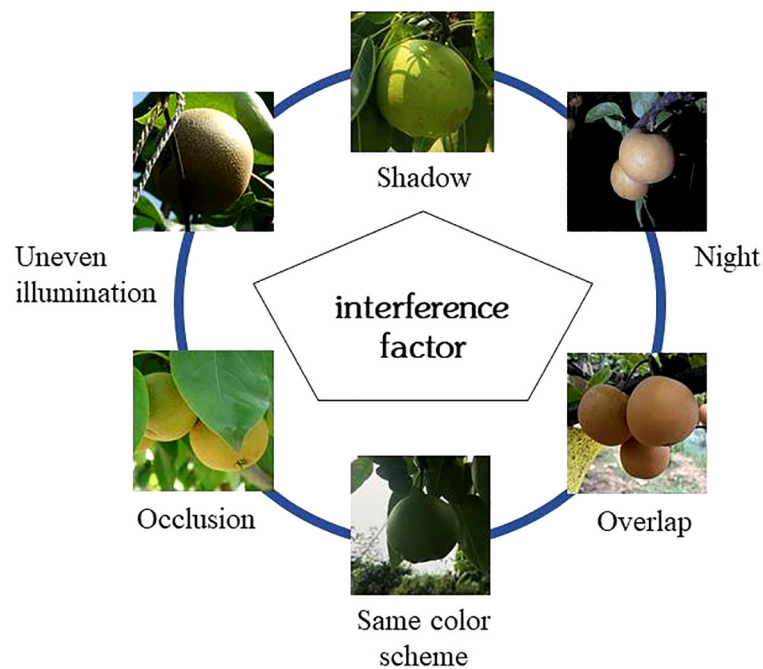 Shadow
Night
Uneven
illumination
interference
factor
Occlusion
Overlap
Same color
scheme